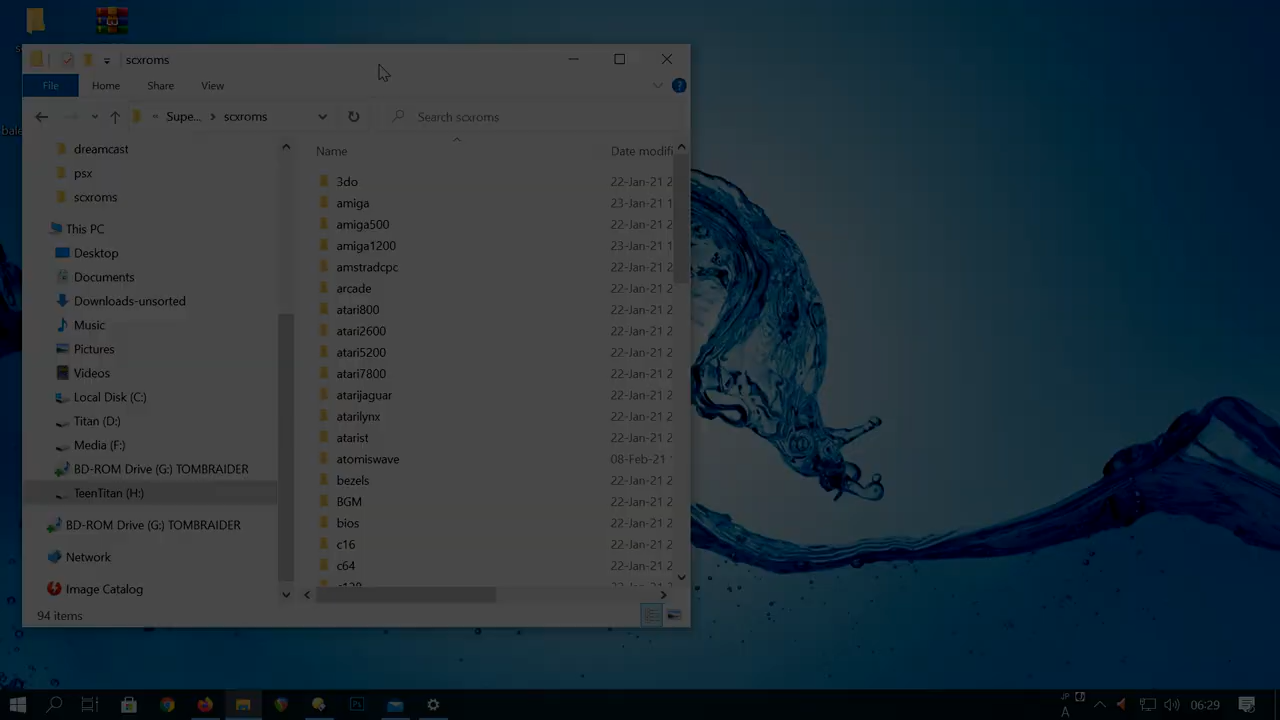 scxroms
File
Home
Share
View
Supe...
scxroms
Search scxroms
Name
Date modifi
dreamcast
psx
scxroms
This PC
Desktop
Documents
Downloads-unsorted
Music
Pictures
Videos
Local Disk (C:)
Titan (D:)
Media (F:)
BD-ROM Drive (G:) TOMBRAIDER
TeenTitan (H:)
BD-ROM Drive (G:) TOMBRAIDER
Network
Image Catalog
3do 22-Jan-21 2
amiga 23-Jan-21 1
amiga500 22-Jan-21 2
amiga1200 23-Jan-21 1
amstradcpc 22-Jan-21 2
arcade 22-Jan-21 2
atari800 22-Jan-21 2
atari2600 22-Jan-21 2
atari5200 22-Jan-21 2
atari7800 22-Jan-21 2
atarijaguar 22-Jan-21 2
atarilynx 22-Jan-21 2
atarist 22-Jan-21 2
atomiswave 08-Feb-21
bezels 22-Jan-21 2
BGM 22-Jan-21 2
bios 22-Jan-21 2
c16 22-Jan-21 2
c64 22-Jan-21 2
94 items
06:29